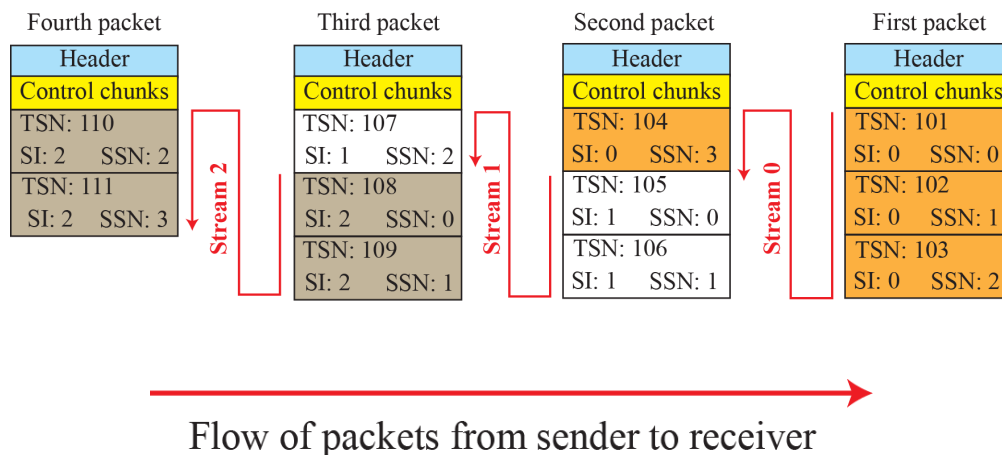 Fourth packet
Header
Control chunks
TSN: 110
SI: 2 SSN: 2
TSN: 111
SI: 2 SSN: 3
Stream 2
Third packet
Header
Control chunks
TSN: 107
SI: 1 SSN: 2
TSN: 108
SI: 2 SSN: 0
TSN: 109
SI: 2 SSN: 1
Stream 1
Second packet
Header
Control chunks
TSN: 104
SI: 0 SSN: 3
TSN: 105
SI: 1 SSN: 0
TSN: 106
SI: 1 SSN: 1
Stream 0
First packet
Header
Control chunks
TSN: 101
SI: 0 SSN: 0
TSN: 102
SI: 0 SSN: 1
TSN: 103
SI: 0 SSN: 2
Flow of packets from sender to receiver